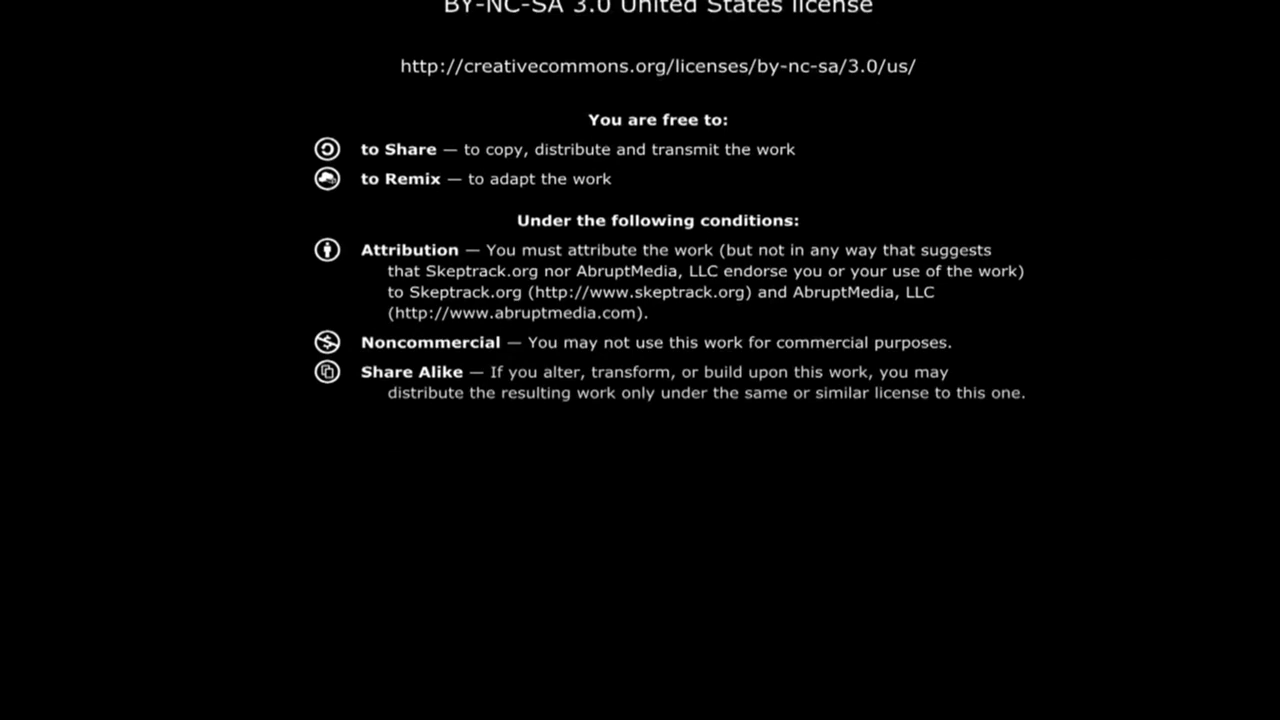 BY-NC-SA 3.0 United States license
http://creativecommons.org/licenses/by-nc-sa/3.0/us/
You are free to:
to Share — to copy, distribute and transmit the work
to Remix — to adapt the work
Under the following conditions:
Attribution — You must attribute the work (but not in any way that suggests
that Skeptrack.org nor AbruptMedia, LLC endorse you or your use of the work)
to Skeptrack.org (http://www.skeptrack.org) and AbruptMedia, LLC
(http://www.abruptmedia.com).
Noncommercial — You may not use this work for commercial purposes.
Share Alike — If you alter, transform, or build upon this work, you may
distribute the resulting work only under the same or similar license to this one.